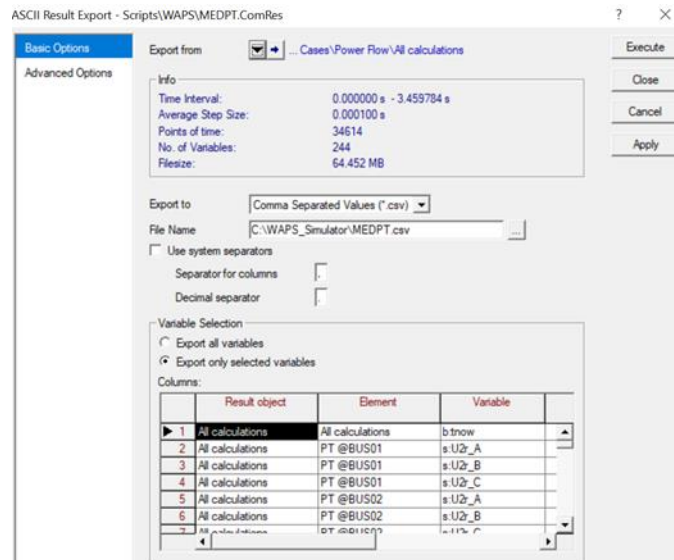 ASCII Result Export - Scripts\WAPS\MEDPT.ComRes ? ×
Basic Options
Advanced Options
Export from ... Cases\Power Flow\All calculations
Execute
Close
Cancel
Apply
Info
Time Interval: 0.000000 s - 3.459784 s
Average Step Size: 0.000100 s
Points of time: 34614
No. of Variables: 244
Filesize: 64.452 MB
Export to Comma Separated Values (*.csv)
File Name C:\WAPS_Simulator\MEDPT.csv ...
Use system separators
Separator for columns
Decimal separator .
Variable Selection
Export all variables
Export only selected variables
Columns:
Result object Element Variable
1 All calculations All calculations b:tnow
2 All calculations PT @BUS01 s:U2r_A
3 All calculations PT @BUS01 s:U2r_B
4 All calculations PT @BUS01 s:U2r_C
5 All calculations PT @BUS02 s:U2r_A
6 All calculations PT @BUS02 s:U2r_B
7 All calculations PT @BUS02 s:U2r_C